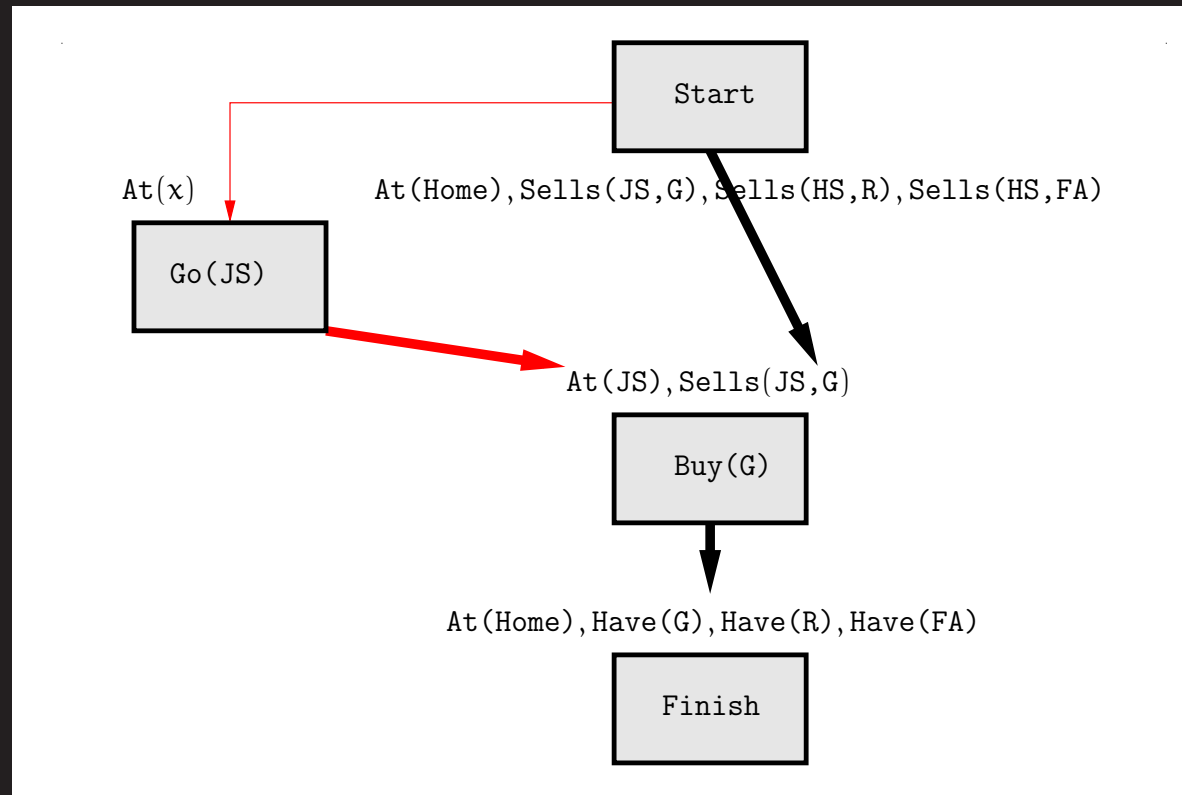 Start
At(x)
At(Home),Sells(JS,G),Sells(HS,R),Sells(HS,FA)
Go(JS)
At(JS),Sells(JS,G)
Buy(G)
At(Home),Have(G),Have(R),Have(FA)
Finish